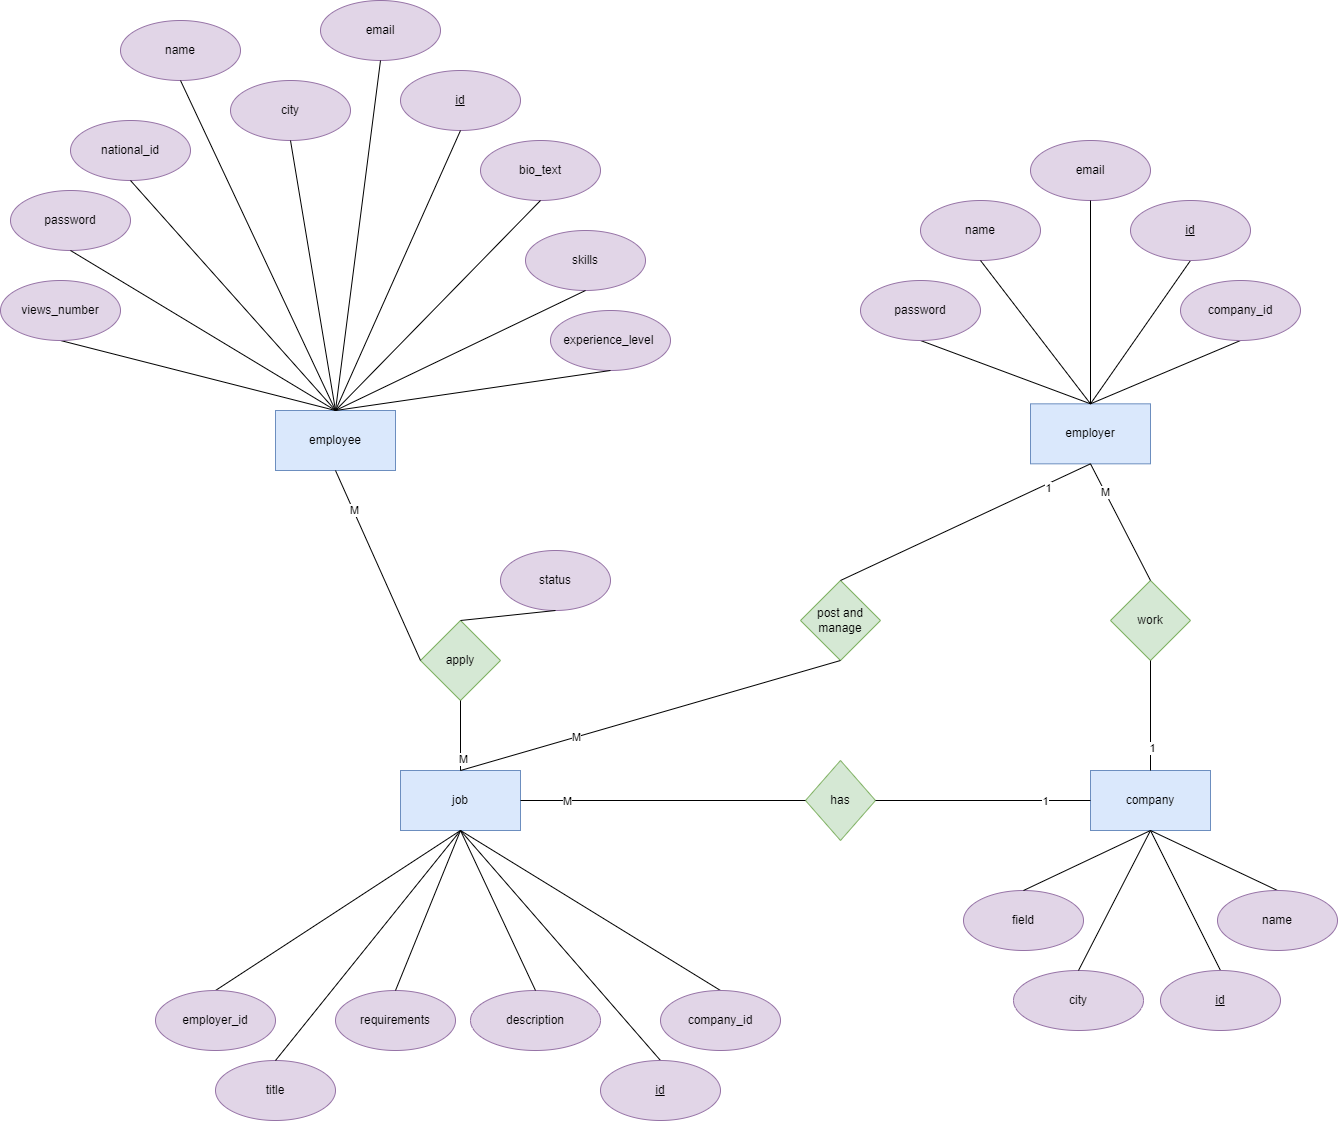 email
name
id
city
national_id
bio_text
email
password
name
id
skills
views_number
experience_level
password
company_id
employee
employer
1
M
M
status
post and
manage
work
apply
M
1
M
job
M
has
1
company
field
name
city
id
employer_id
requirements
description
company_id
title
id